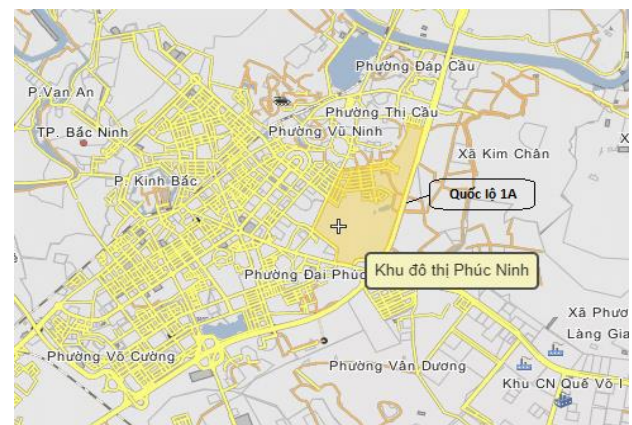 Phường Đáp Cầu
P.Vạn An
Phường Thị Cầu
TP. Bắc Ninh
Phường Vũ Ninh
X
Xã Kim Chân
P. Kinh Bắc
Quốc lộ 1A
Phường Đại Phúc
Khu đô thị Phúc Ninh
Xã Phươ
Làng Gia
Phường Võ Cường
Phường Vân Dương
Khu CN Quế Võ I